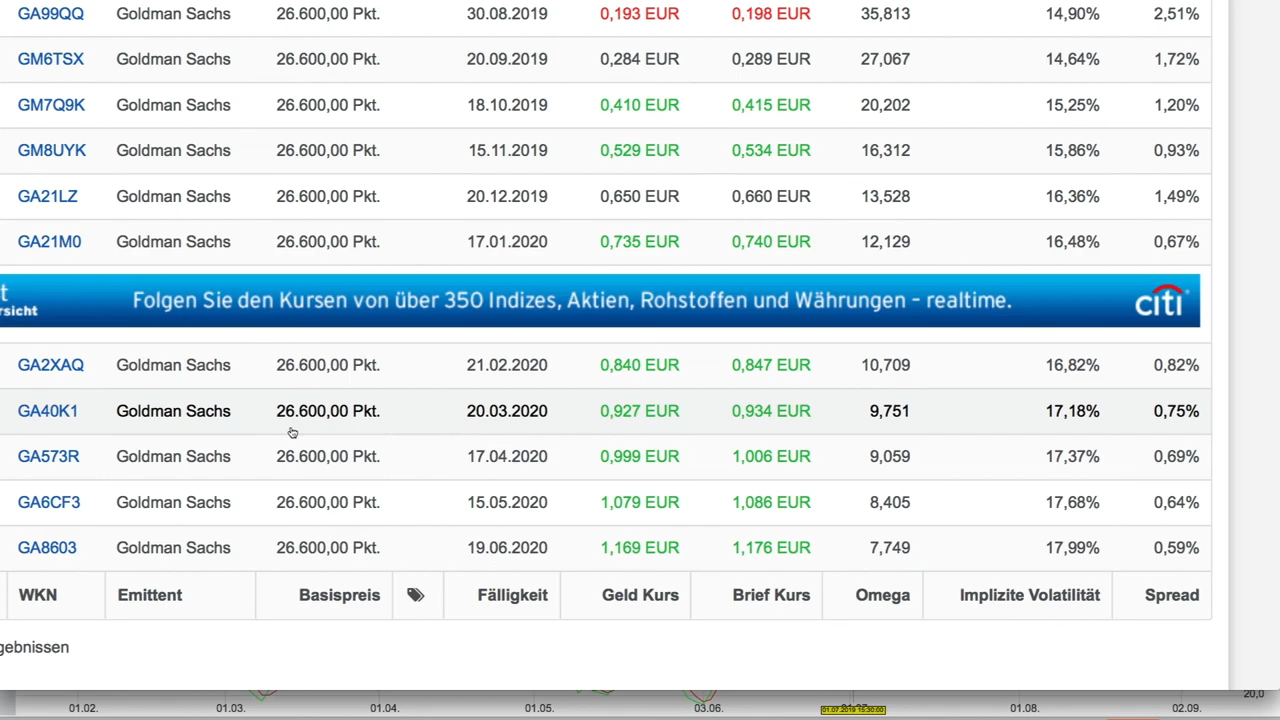 GA99QQ Goldman Sachs 26.600,00 Pkt. 30.08.2019 0,193 EUR 0,198 EUR 35,813 14,90% 2,51%
GM6TSX Goldman Sachs 26.600,00 Pkt. 20.09.2019 0,284 EUR 0,289 EUR 27,067 14,64% 1,72%
GM7Q9K Goldman Sachs 26.600,00 Pkt. 18.10.2019 0,410 EUR 0,415 EUR 20,202 15,25% 1,20%
GM8UYK Goldman Sachs 26.600,00 Pkt. 15.11.2019 0,529 EUR 0,534 EUR 16,312 15,86% 0,93%
GA21LZ Goldman Sachs 26.600,00 Pkt. 20.12.2019 0,650 EUR 0,660 EUR 13,528 16,36% 1,49%
GA21M0 Goldman Sachs 26.600,00 Pkt. 17.01.2020 0,735 EUR 0,740 EUR 12,129 16,48% 0,67%
t
rsicht
Folgen Sie den Kursen von über 350 Indizes, Aktien, Rohstoffen und Währungen – realtime.
citi
GA2XAQ Goldman Sachs 26.600,00 Pkt. 21.02.2020 0,840 EUR 0,847 EUR 10,709 16,82% 0,82%
GA40K1 Goldman Sachs 26.600,00 Pkt. 20.03.2020 0,927 EUR 0,934 EUR 9,751 17,18% 0,75%
GA573R Goldman Sachs 26.600,00 Pkt. 17.04.2020 0,999 EUR 1,006 EUR 9,059 17,37% 0,69%
GA6CF3 Goldman Sachs 26.600,00 Pkt. 15.05.2020 1,079 EUR 1,086 EUR 8,405 17,68% 0,64%
GA8603 Goldman Sachs 26.600,00 Pkt. 19.06.2020 1,169 EUR 1,176 EUR 7,749 17,99% 0,59%
WKN Emittent Basispreis Fälligkeit Geld Kurs Brief Kurs Omega Implizite Volatilität Spread
gebnissen
20,0
01.02. 01.03. 01.04. 01.05. 03.06. 01.07.2019 15:30:00 01.08. 02.09.